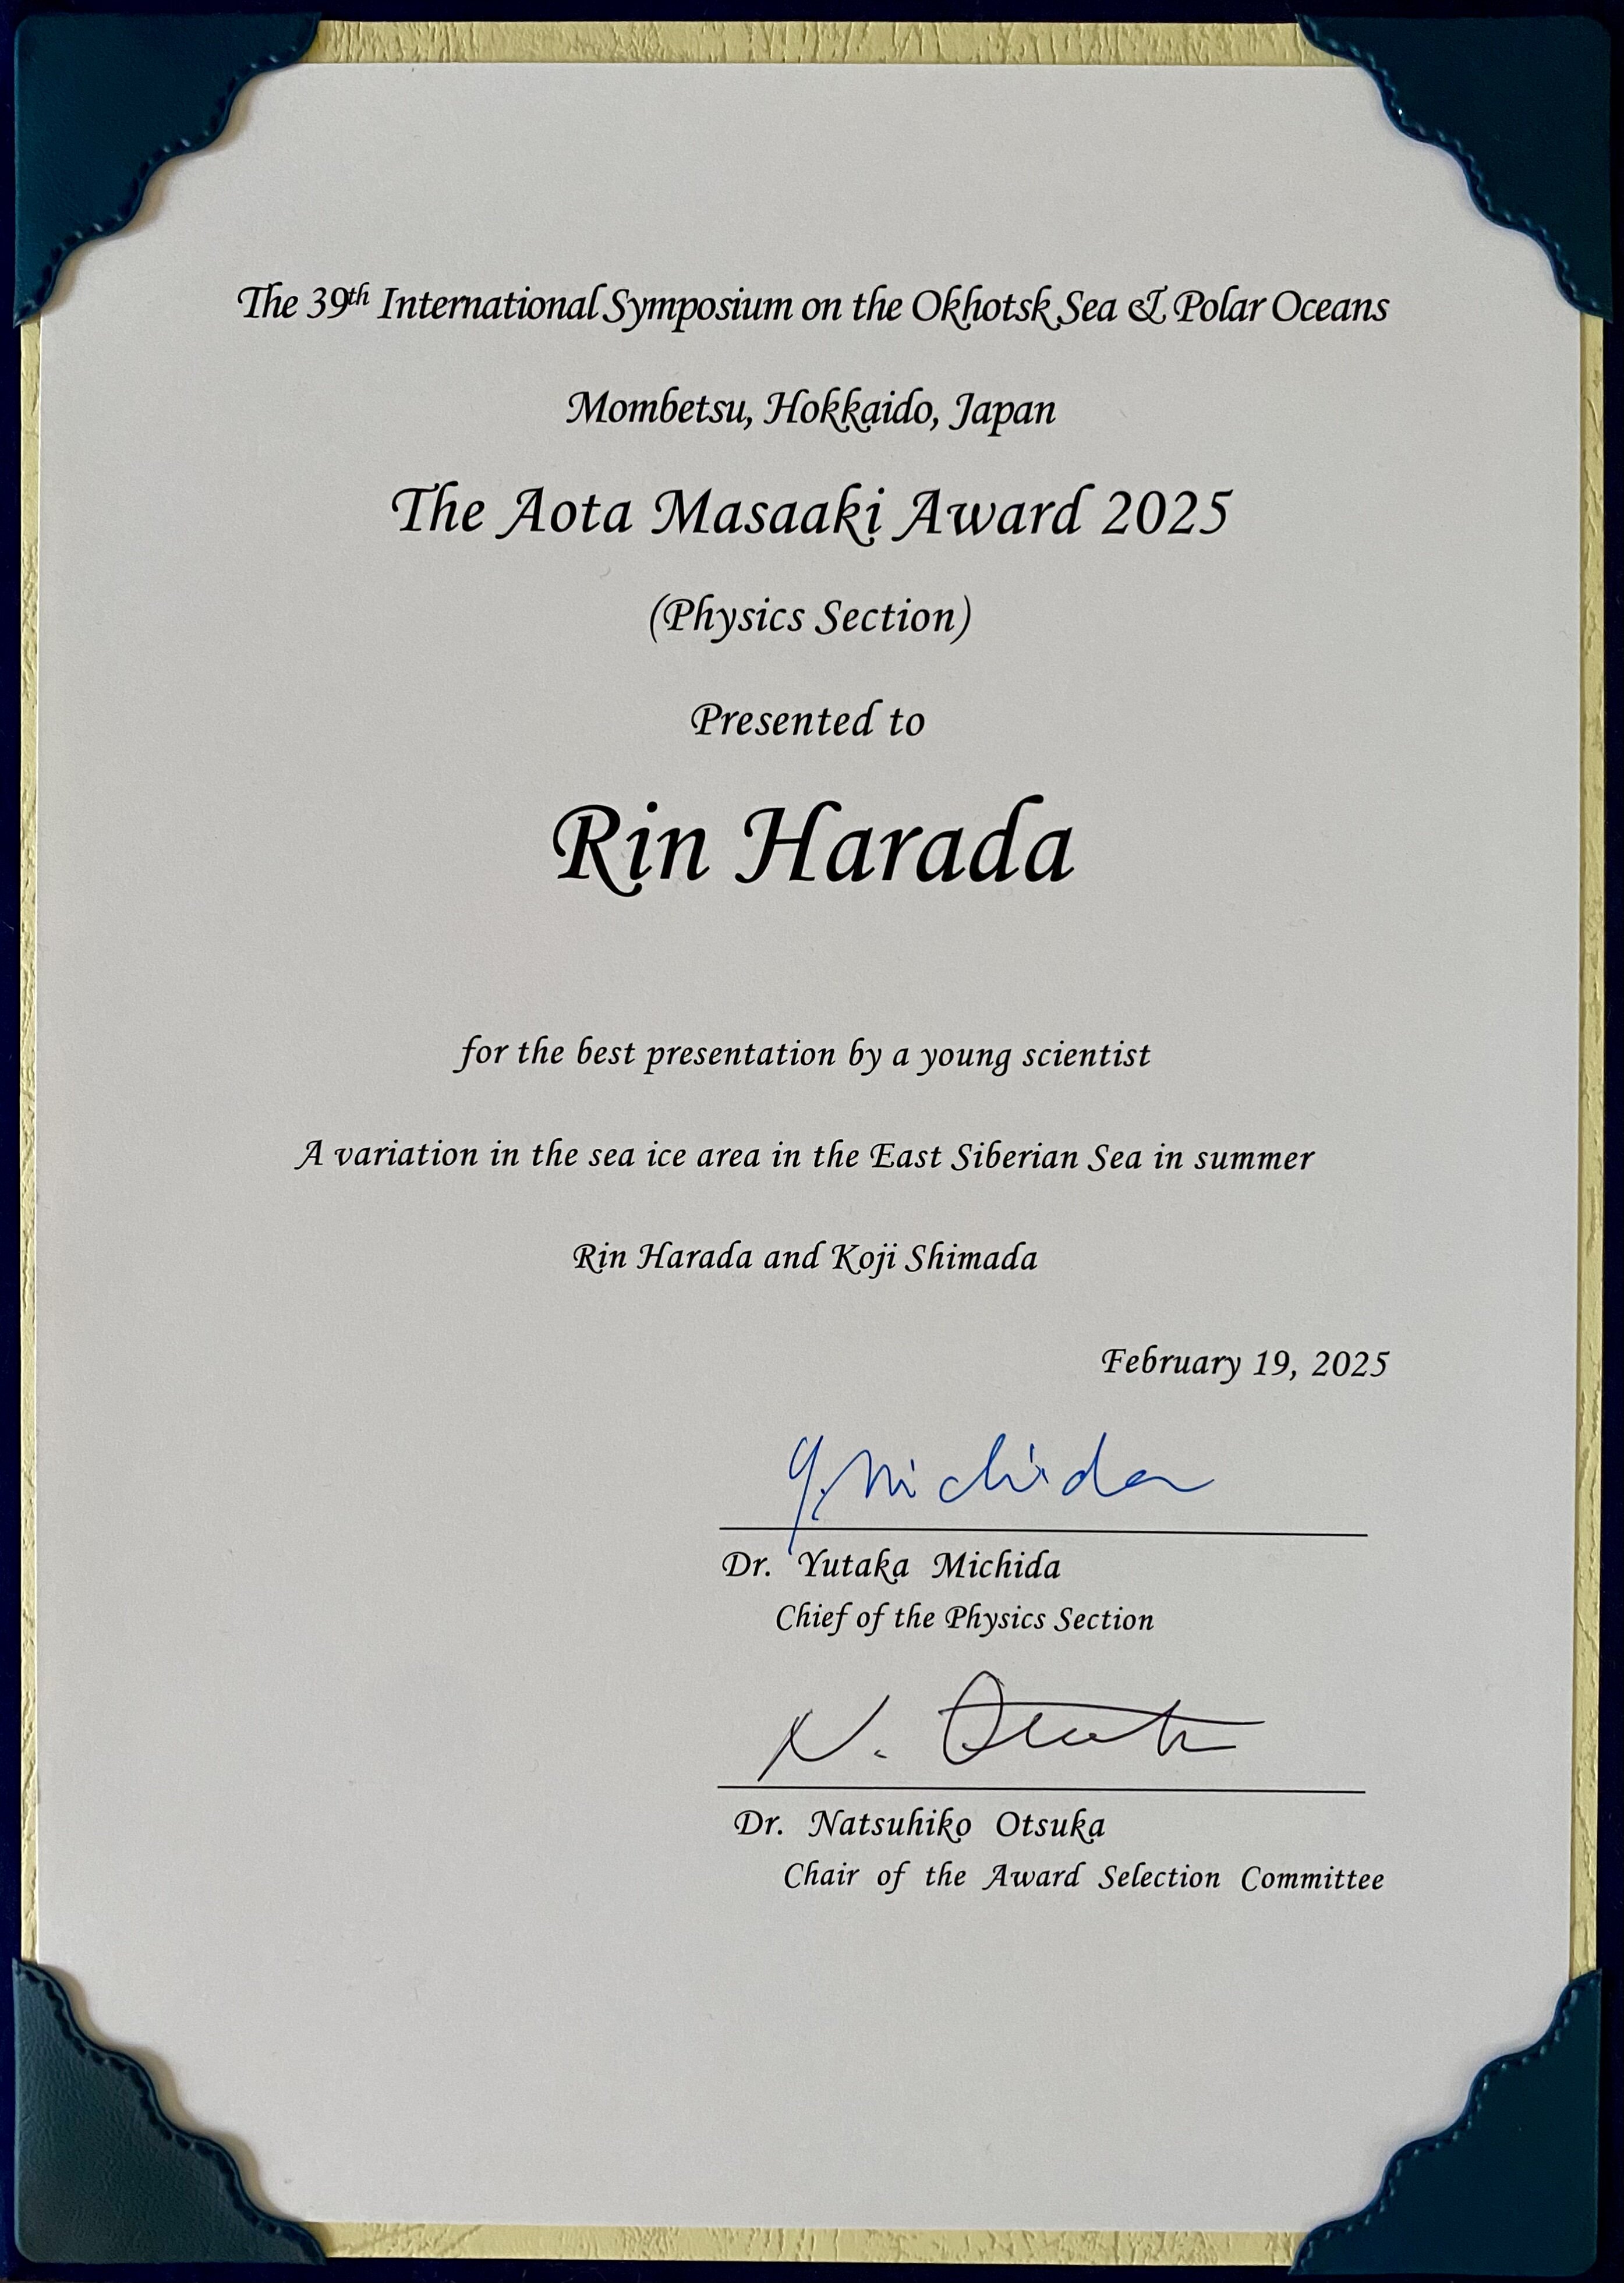 The 39th International Symposium on the Okhotsk Sea & Polar Oceans
Mombetsu, Hokkaido, Japan
The Aota Masaaki Award 2025
(Physics Section)
Presented to
Rin Harada
for the best presentation by a young scientist
A variation in the sea ice area in the East Siberian Sea in summer
Rin Harada and Koji Shimada
February 19, 2025
Y. Michida
Dr. Yutaka Michida
Chief of the Physics Section
N. Otsuka
Dr. Natsuhiko Otsuka
Chair of the Award Selection Committee